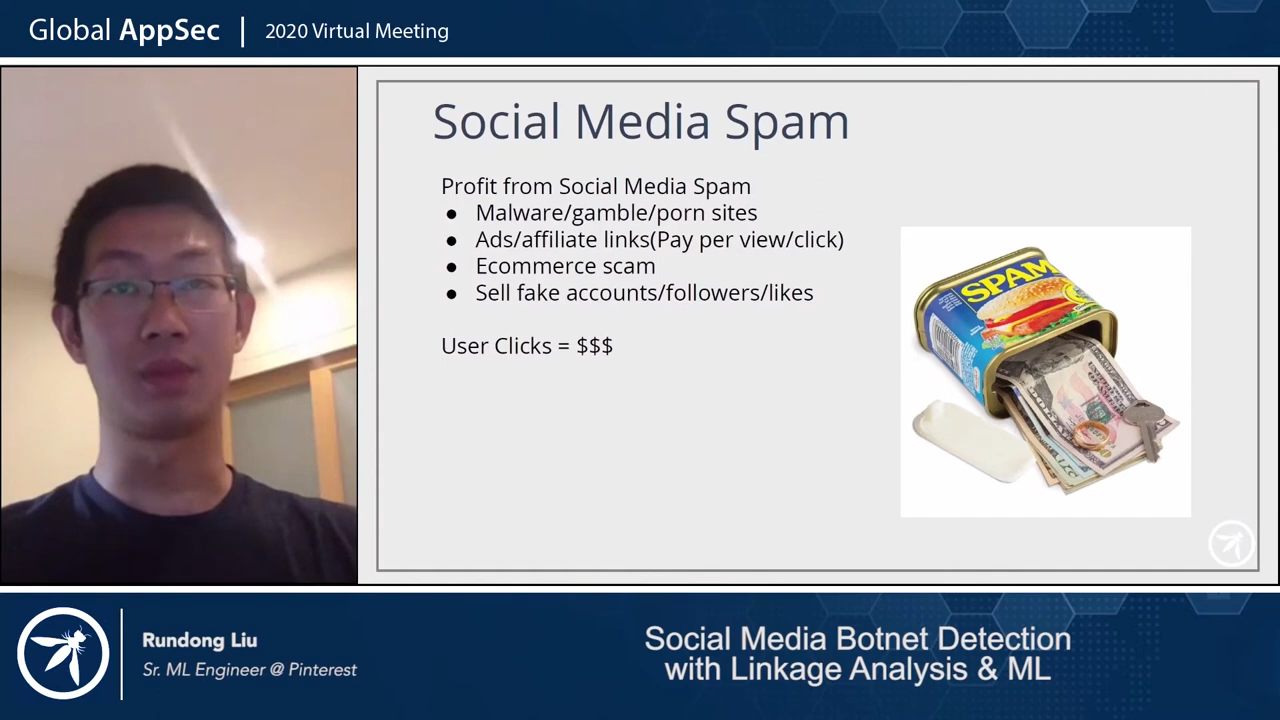 Global AppSec | 2020 Virtual Meeting
Social Media Spam
Profit from Social Media Spam
● Malware/gamble/porn sites
● Ads/affiliate links(Pay per view/click)
● Ecommerce scam
● Sell fake accounts/followers/likes
User Clicks = $$$
SPAM
Rundong Liu
Sr. ML Engineer @ Pinterest
Social Media Botnet Detection
with Linkage Analysis & ML